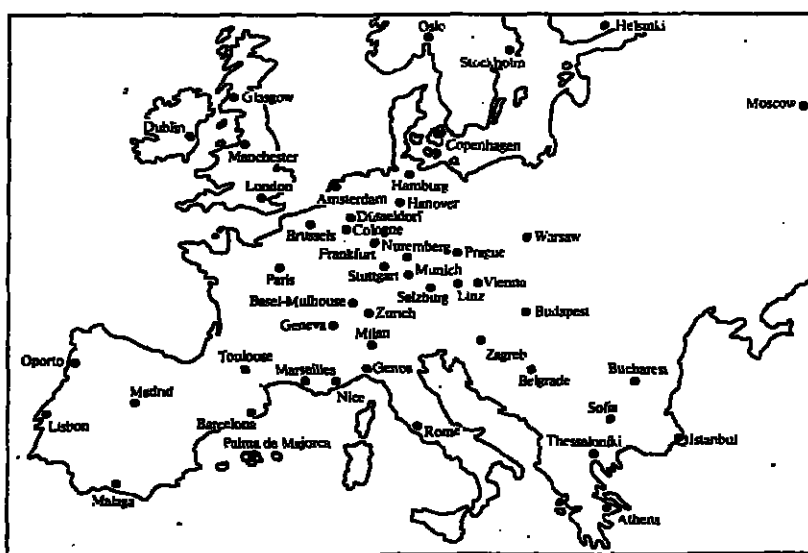 Oslo
Helsinki
Stockholm
Glasgow
Moscow
Dublin
Copenhagen
Manchester
Hamburg
London
Amsterdam
Hanover
Düsseldorf
Brussels
Cologne
Nuremberg
Warsaw
Frankfurt
Prague
Paris
Stuttgart
Munich
Salzburg
Linz
Vienna
Basel-Mulhouse
Zurich
Budapest
Geneva
Milan
Zagreb
Oporto
Toulouse
Marseilles
Genoa
Belgrade
Bucharest
Nice
Madrid
Lisbon
Barcelona
Sofia
Rome
Palma de Majorca
Thessaloniki
Istanbul
Malaga
Athens